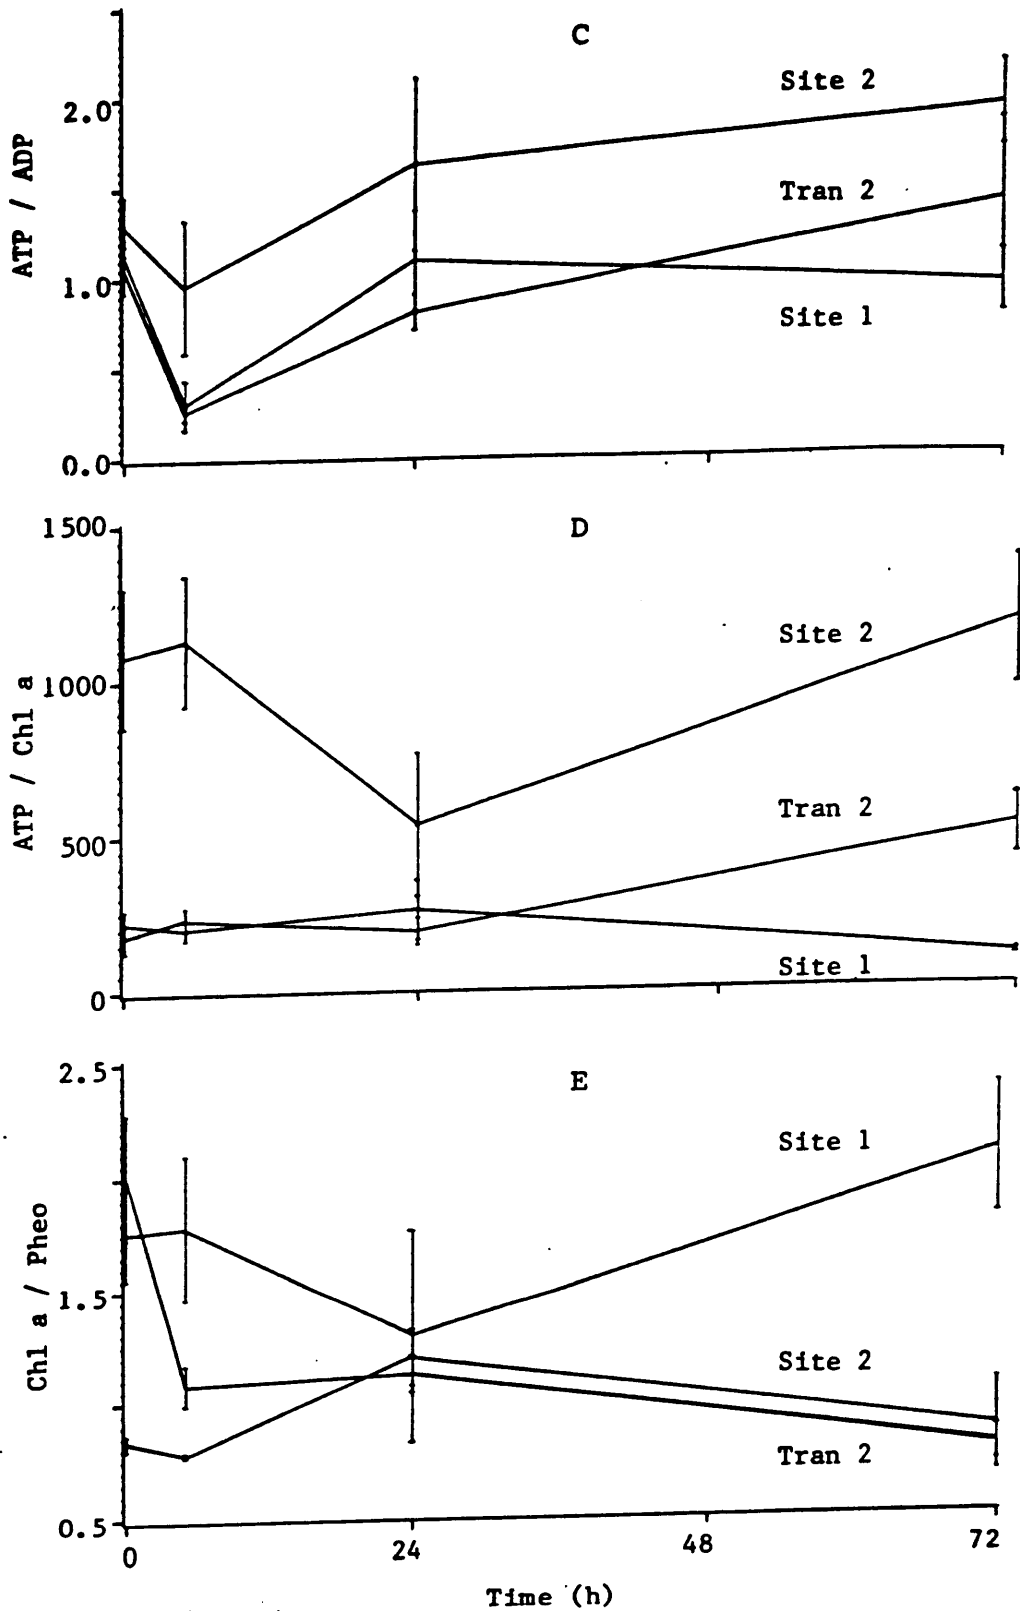 C
ATP / ADP
2.0
1.0
0.0
Site 2
Tran 2
Site 1
D
ATP / Chl a
1500
1000
500
0
Site 2
Tran 2
Site 1
E
Chl a / Pheo
2.5
1.5
0.5
Site 1
Site 2
Tran 2
0
24
48
72
Time (h)